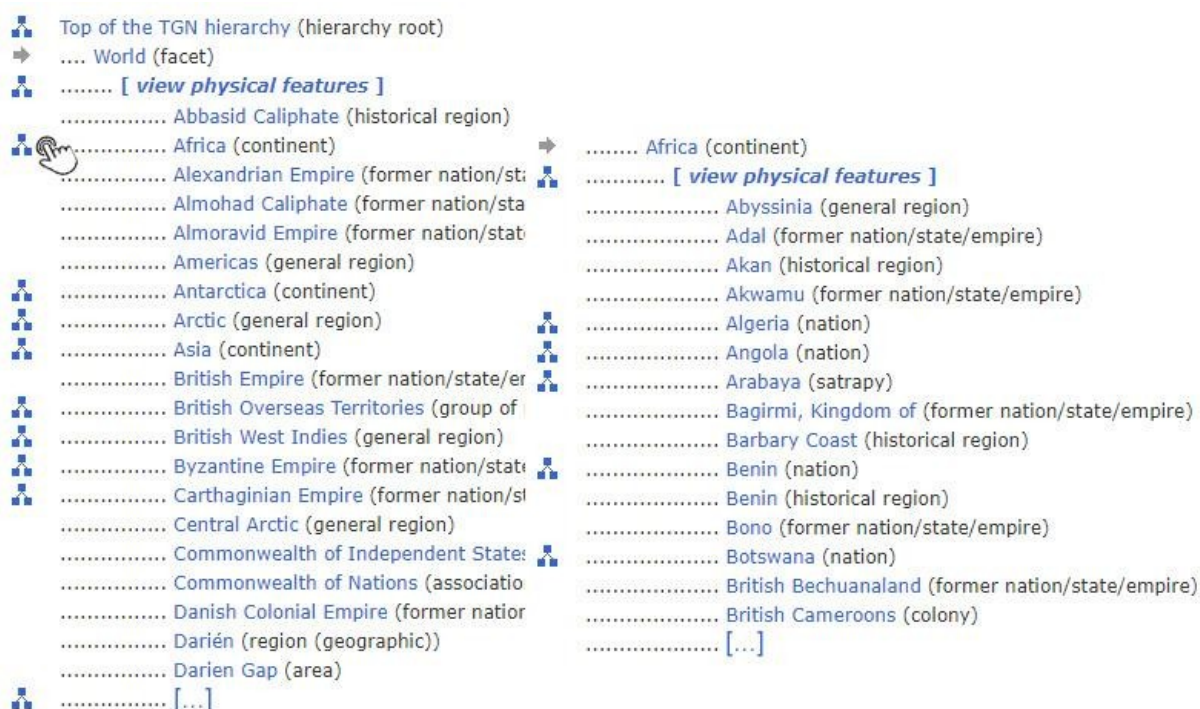 Top of the TGN hierarchy (hierarchy root)
.... World (facet)
........ [ view physical features ]
................ Abbasid Caliphate (historical region)
................ Africa (continent)
................ Alexandrian Empire (former nation/sta
................ Almohad Caliphate (former nation/sta
................ Almoravid Empire (former nation/stat
................ Americas (general region)
................ Antarctica (continent)
................ Arctic (general region)
................ Asia (continent)
................ British Empire (former nation/state/er
................ British Overseas Territories (group of
................ British West Indies (general region)
................ Byzantine Empire (former nation/state
................ Carthaginian Empire (former nation/st
................ Central Arctic (general region)
................ Commonwealth of Independent States
................ Commonwealth of Nations (associatio
................ Danish Colonial Empire (former nation
................ Darién (region (geographic))
................ Darien Gap (area)
................ [...]
........ Africa (continent)
............ [ view physical features ]
.................... Abyssinia (general region)
.................... Adal (former nation/state/empire)
.................... Akan (historical region)
.................... Akwamu (former nation/state/empire)
.................... Algeria (nation)
.................... Angola (nation)
.................... Arabaya (satrapy)
.................... Bagirmi, Kingdom of (former nation/state/empire)
.................... Barbary Coast (historical region)
.................... Benin (nation)
.................... Benin (historical region)
.................... Bono (former nation/state/empire)
.................... Botswana (nation)
.................... British Bechuanaland (former nation/state/empire)
.................... British Cameroons (colony)
.................... [...]